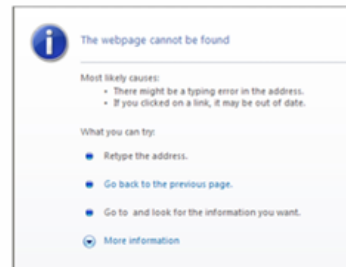 The webpage cannot be found
Most likely causes:
• There might be a typing error in the address.
• If you clicked on a link, it may be out of date.
What you can try:
Retype the address.
Go back to the previous page.
Go to and look for the information you want.
More information